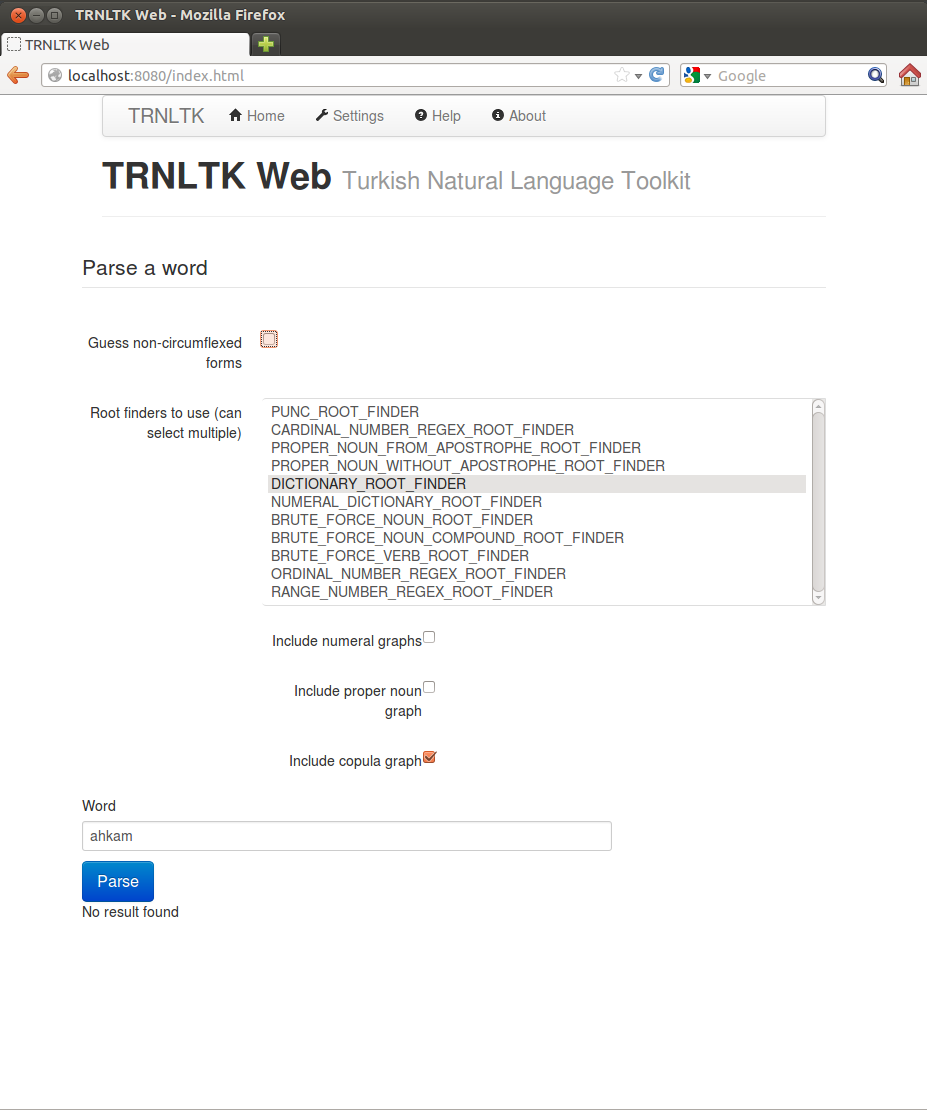 TRNLTK Web - Mozilla Firefox
TRNLTK Web
localhost:8080/index.html
Google
TRNLTK Home Settings Help About
TRNLTK Web Turkish Natural Language Toolkit
Parse a word
Guess non-circumflexed
forms
Root finders to use (can
select multiple)
PUNC_ROOT_FINDER
CARDINAL_NUMBER_REGEX_ROOT_FINDER
PROPER_NOUN_FROM_APOSTROPHE_ROOT_FINDER
PROPER_NOUN_WITHOUT_APOSTROPHE_ROOT_FINDER
DICTIONARY_ROOT_FINDER
NUMERAL_DICTIONARY_ROOT_FINDER
BRUTE_FORCE_NOUN_ROOT_FINDER
BRUTE_FORCE_NOUN_COMPOUND_ROOT_FINDER
BRUTE_FORCE_VERB_ROOT_FINDER
ORDINAL_NUMBER_REGEX_ROOT_FINDER
RANGE_NUMBER_REGEX_ROOT_FINDER
Include numeral graphs
Include proper noun
graph
Include copula graph
Word
ahkam
Parse
No result found